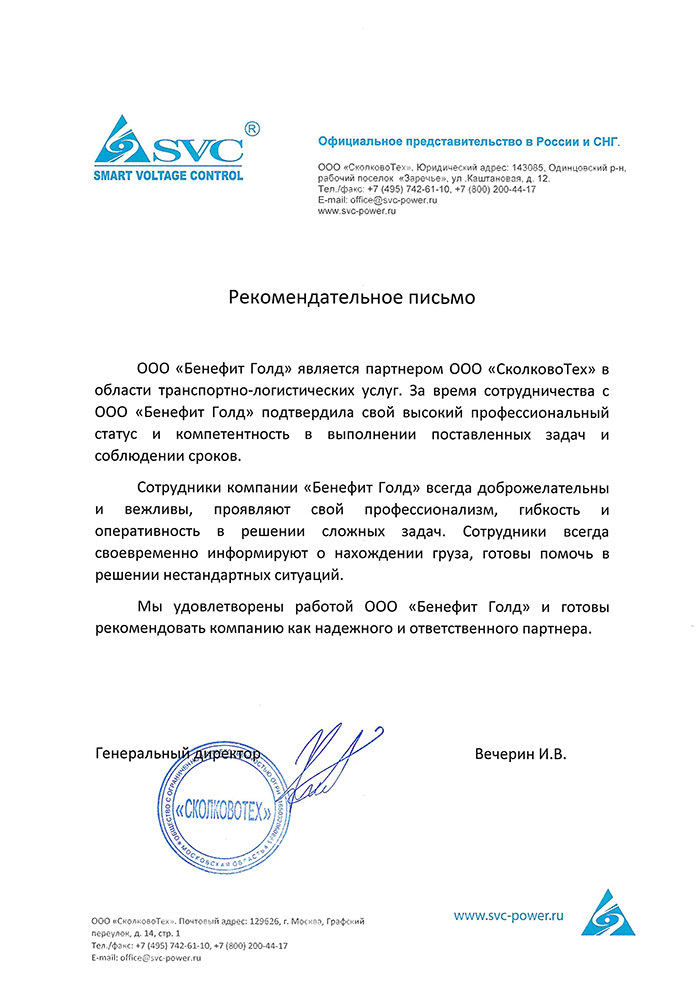 SVC ®
SMART VOLTAGE CONTROL
Официальное представительство в России и СНГ.
ООО «СколковоТех», Юридический адрес: 143085, Одинцовский р-н,
рабочий поселок «Заречье», ул .Каштановая, д. 12.
Тел./факс: +7 (495) 742-61-10, +7 (800) 200-44-17
E-mail: office@svc-power.ru
www.svc-power.ru
Рекомендательное письмо
ООО «Бенефит Голд» является партнером ООО «СколковоТех» в
области транспортно-логистических услуг. За время сотрудничества с
ООО «Бенефит Голд» подтвердила свой высокий профессиональный
статус и компетентность в выполнении поставленных задач и
соблюдении сроков.
Сотрудники компании «Бенефит Голд» всегда доброжелательны
и вежливы, проявляют свой профессионализм, гибкость и
оперативность в решении сложных задач. Сотрудники всегда
своевременно информируют о нахождении груза, готовы помочь в
решении нестандартных ситуаций.
Мы удовлетворены работой ООО «Бенефит Голд» и готовы
рекомендовать компанию как надежного и ответственного партнера.
Генеральный директор
Вечерин И.В.
«СКОЛКОВОТЕХ»
МОСКОВСКАЯ ОБЛАСТЬ
ООО «СколковоТех». Почтовый адрес: 129626, г. Москва, Графский
переулок, д. 14, стр. 1
Тел./факс: +7 (495) 742-61-10, +7 (800) 200-44-17
E-mail: office@svc-power.ru
www.svc-power.ru